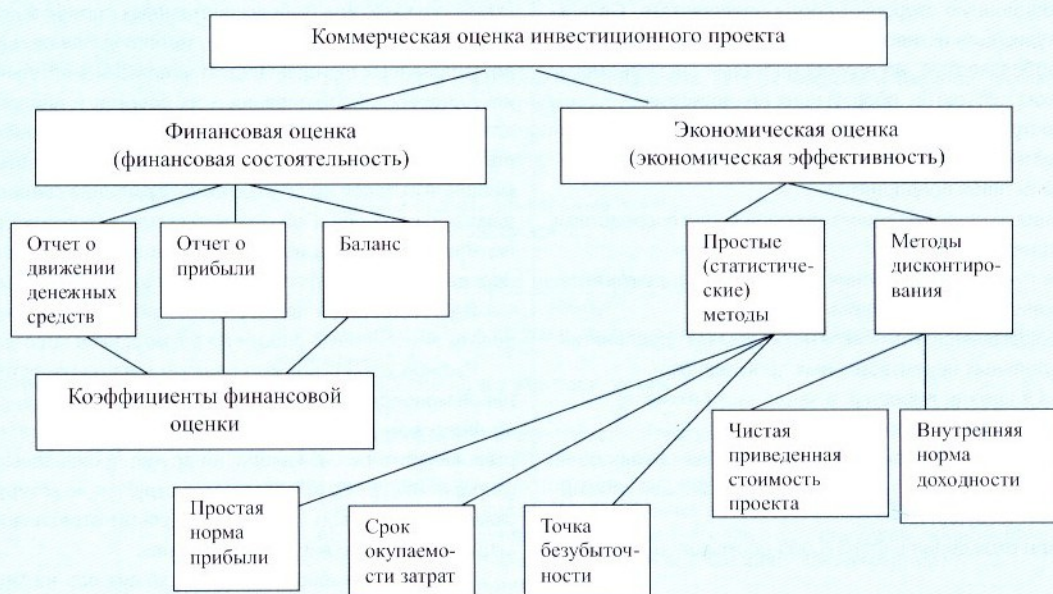 Коммерческая оценка инвестиционного проекта
Финансовая оценка
(финансовая состоятельность)
Экономическая оценка
(экономическая эффективность)
Отчет о
движении
денежных
средств
Отчет о
прибыли
Баланс
Простые
(статистиче-
ские)
методы
Методы
дисконтиро-
вания
Коэффициенты финансовой
оценки
Чистая
приведенная
стоимость
проекта
Внутренняя
норма
доходности
Простая
норма
прибыли
Срок
окупаемо-
сти затрат
Точка
безубыточ-
ности